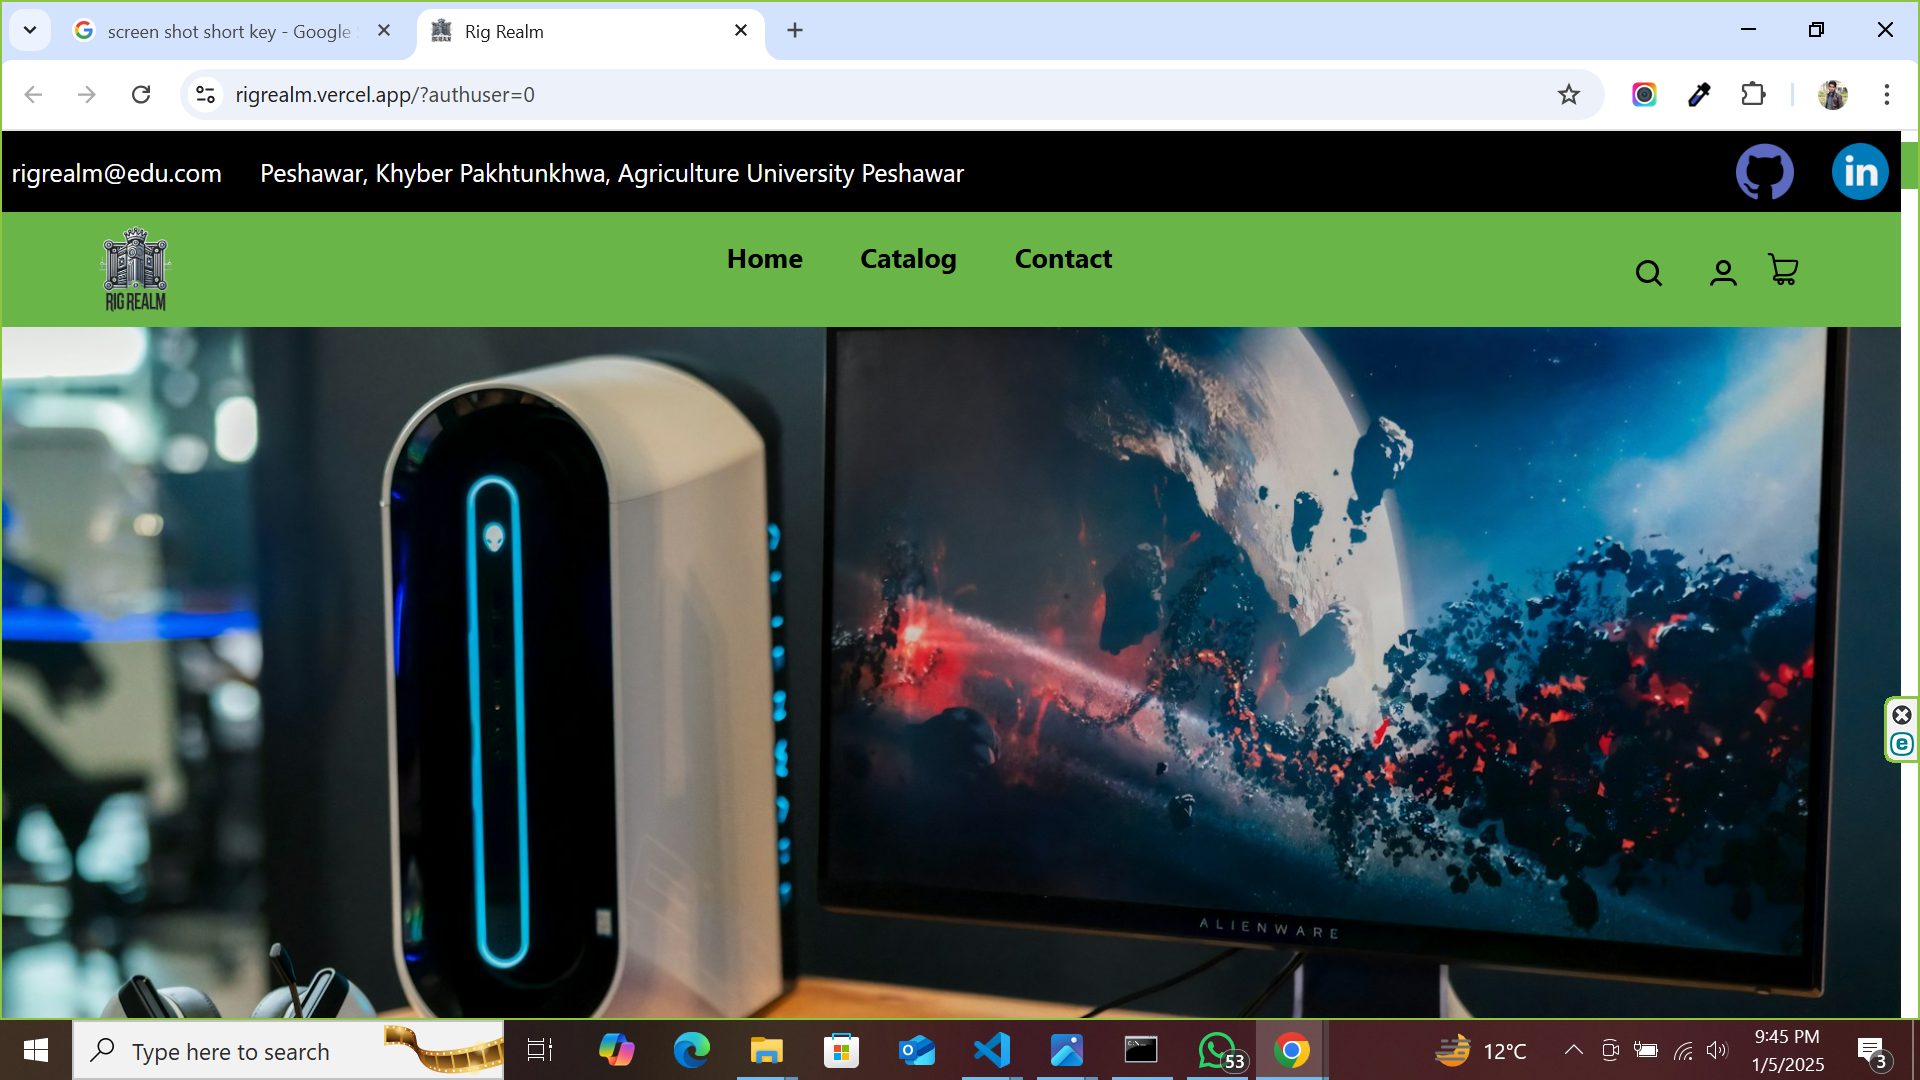 screen shot short key - Google
Rig Realm
rigrealm.vercel.app/?authuser=0
rigrealm@edu.com
Peshawar, Khyber Pakhtunkhwa, Agriculture University Peshawar
in
RIG REALM
Home
Catalog
Contact
ALIENWARE
e
Type here to search
53
12°C
9:45 PM
1/5/2025
3